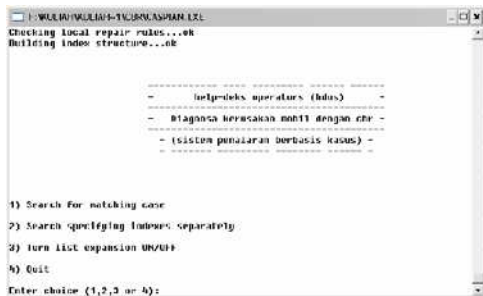 Checking local repair rules...ok
Building index structure...ok
- help-deks operators (hdos) -
- Diagnosa kerusakan mobil dengan cbr -
- (sistem penalaran berbasis kasus) -
1) Search for matching case
2) Search specifying indexes separately
3) Turn list expansion ON/OFF
4) Quit
Enter choice (1,2,3 or 4):